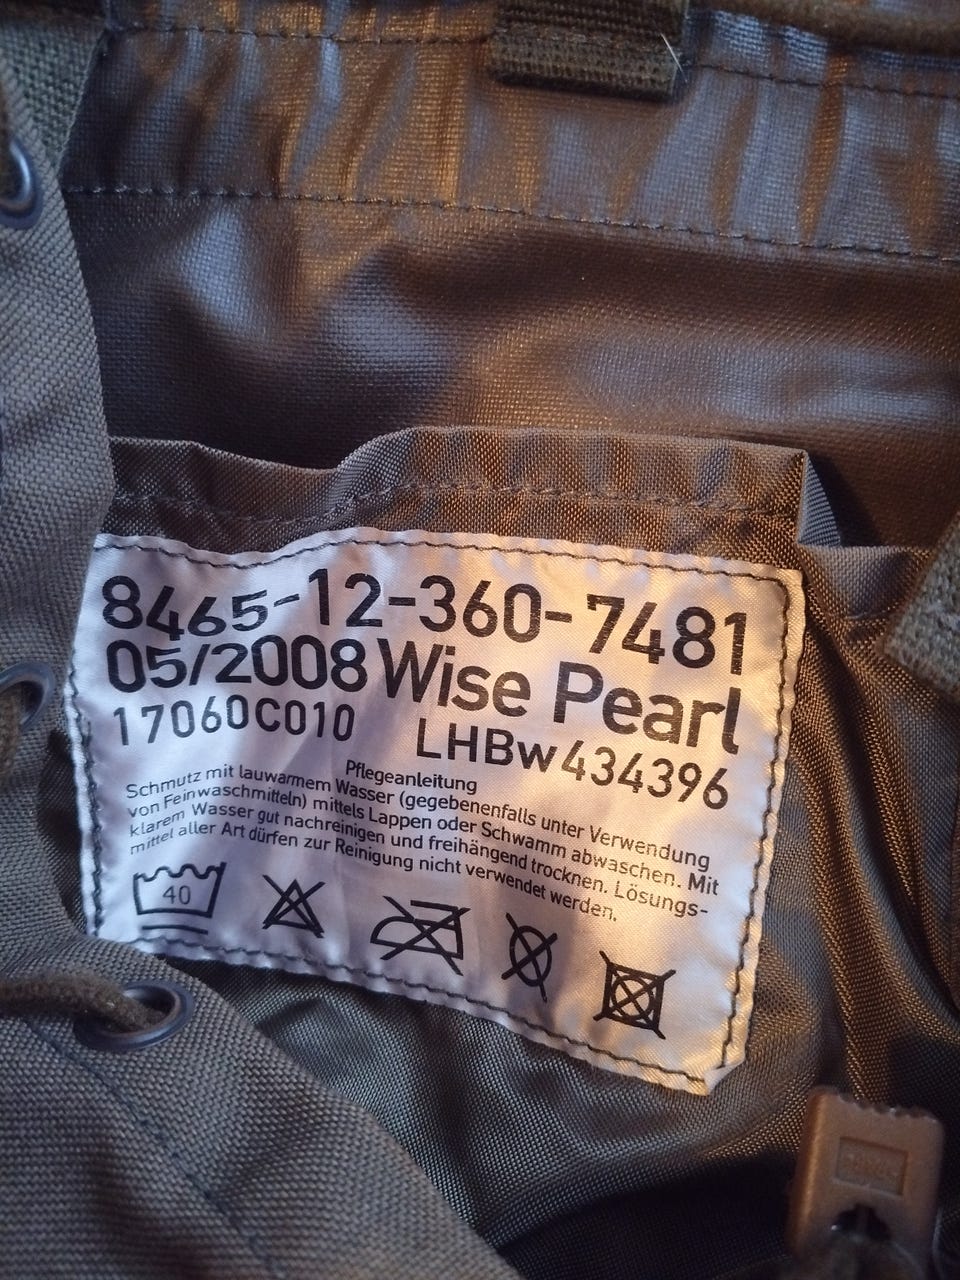 8465-12-360-7481
05/2008 Wise Pearl
17060C010 LHBw434396
Pflegeanleitung
Schmutz mit lauwarmem Wasser (gegebenenfalls unter Verwendung
von Feinwaschmitteln) mittels Lappen oder Schwamm abwaschen. Mit
klarem Wasser gut nachreinigen und freihängend trocknen. Lösungs-
mittel aller Art dürfen zur Reinigung nicht verwendet werden.
40